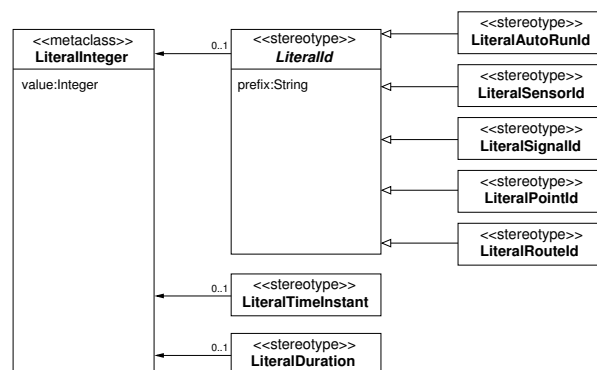 <<metaclass>>
LiteralInteger
value:Integer
0..1
<<stereotype>>
LiteralId
prefix:String
<<stereotype>>
LiteralAutoRunId
<<stereotype>>
LiteralSensorId
<<stereotype>>
LiteralSignalId
<<stereotype>>
LiteralPointId
<<stereotype>>
LiteralRouteId
0..1
<<stereotype>>
LiteralTimeInstant
0..1
<<stereotype>>
LiteralDuration